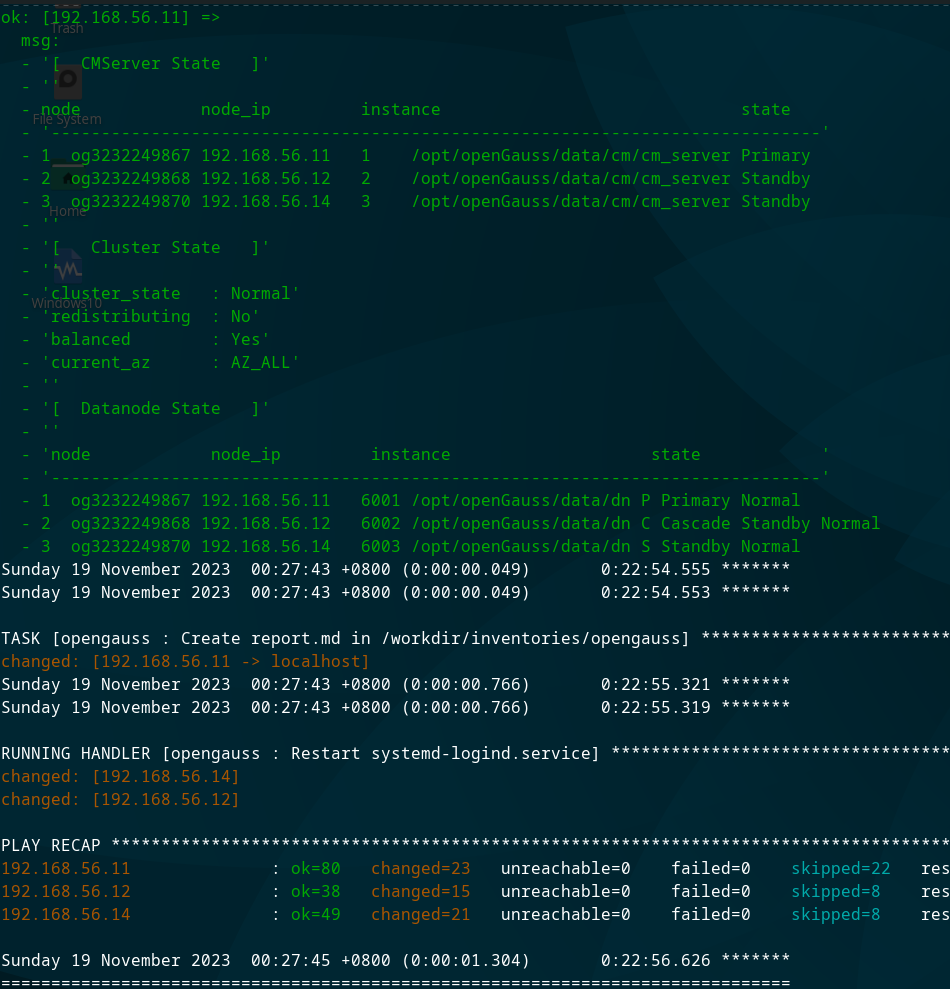 ok: [192.168.56.11] =>
  msg:
  - '[   CMServer State   ]'
  - ''
  - node            node_ip         instance                              state
  - '-----------------------------------------------------------------------------'
  - 1  og3232249867 192.168.56.11   1    /opt/openGauss/data/cm/cm_server Primary
  - 2  og3232249868 192.168.56.12   2    /opt/openGauss/data/cm/cm_server Standby
  - 3  og3232249870 192.168.56.14   3    /opt/openGauss/data/cm/cm_server Standby
  - ''
  - '[    Cluster State   ]'
  - ''
  - 'cluster_state   : Normal'
  - 'redistributing  : No'
  - 'balanced        : Yes'
  - 'current_az      : AZ_ALL'
  - ''
  - '[   Datanode State   ]'
  - ''
  - 'node            node_ip         instance                    state            '
  - '-----------------------------------------------------------------------------'
  - 1  og3232249867 192.168.56.11   6001 /opt/openGauss/data/dn P Primary Normal
  - 2  og3232249868 192.168.56.12   6002 /opt/openGauss/data/dn C Cascade Standby Normal
  - 3  og3232249870 192.168.56.14   6003 /opt/openGauss/data/dn S Standby Normal
Sunday 19 November 2023  00:27:43 +0800 (0:00:00.049)       0:22:54.555 *******
Sunday 19 November 2023  00:27:43 +0800 (0:00:00.049)       0:22:54.553 *******
TASK [opengauss : Create report.md in /workdir/inventories/opengauss] *************************
changed: [192.168.56.11 -> localhost]
Sunday 19 November 2023  00:27:43 +0800 (0:00:00.766)       0:22:55.321 *******
Sunday 19 November 2023  00:27:43 +0800 (0:00:00.766)       0:22:55.319 *******
RUNNING HANDLER [opengauss : Restart systemd-logind.service] **********************************
changed: [192.168.56.14]
changed: [192.168.56.12]
PLAY RECAP ************************************************************************************
192.168.56.11              : ok=80   changed=23   unreachable=0    failed=0    skipped=22   res
192.168.56.12              : ok=38   changed=15   unreachable=0    failed=0    skipped=8    res
192.168.56.14              : ok=49   changed=21   unreachable=0    failed=0    skipped=8    res
Sunday 19 November 2023  00:27:45 +0800 (0:00:01.304)       0:22:56.626 *******
===============================================================================
Trash
File System
Home
Windows10